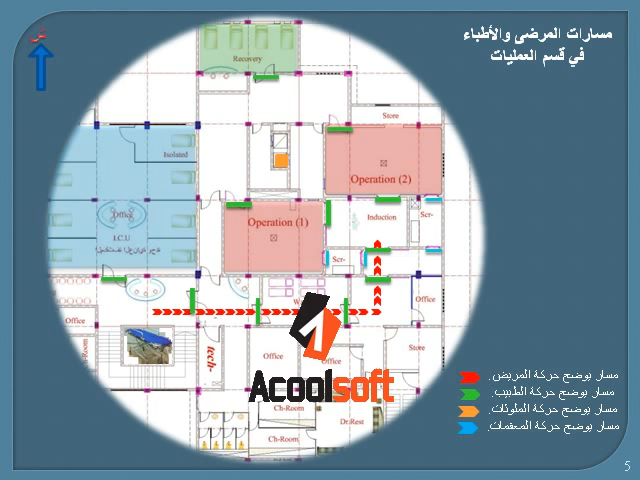 مسارات المرضى والأطباء
في قسم العمليات
ش
Recovery
Store
Isolated
Operation (2)
Office
Operation (1)
Induction
Scr-
I.C.U
Scr-
Office
tech-
Office
Office
Store
Acoolsoft
Ch-Room
Dr.Rest
Ch-Room
مسار يوضح حركة المريض.
مسار يوضح حركة الطبيب.
مسار يوضح حركة الملوثات.
مسار يوضح حركة المعقمات.
5